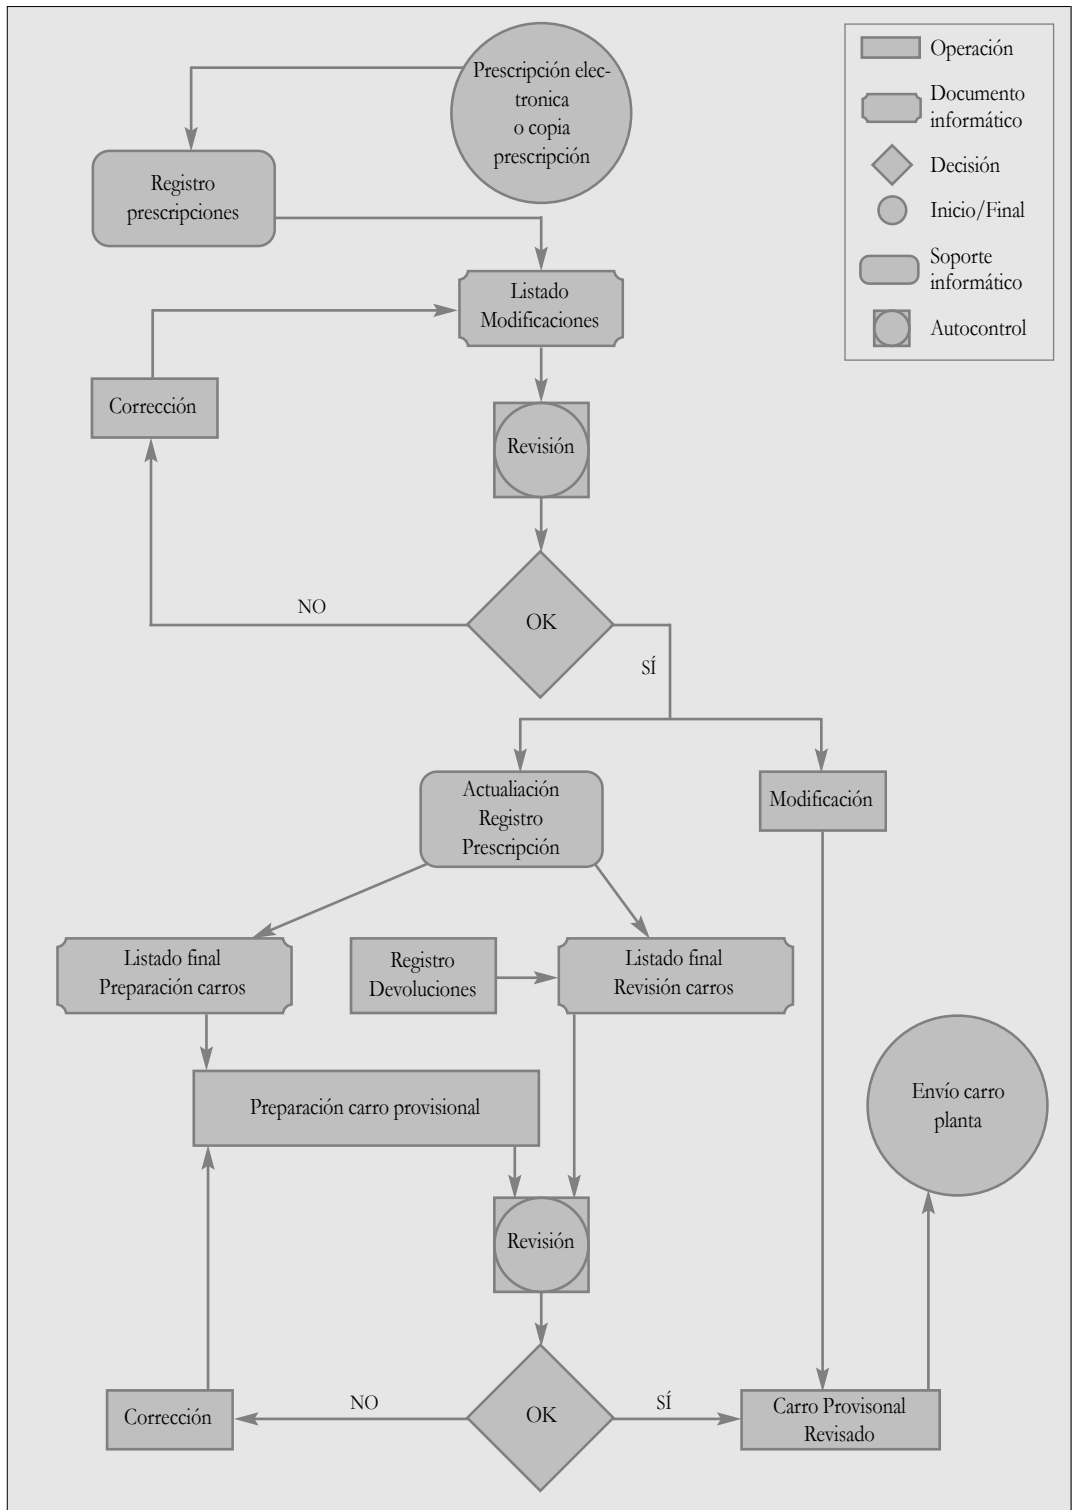 Prescripción elec-
tronica
o copia
prescripción
Operación
Documento
informático
Decisión
Inicio/Final
Soporte
informático
Autocontrol
Registro
prescripciones
Listado
Modificaciones
Corrección
Revisión
NO
OK
SÍ
Actualiación
Registro
Prescripción
Modificación
Listado final
Preparación carros
Registro
Devoluciones
Listado final
Revisión carros
Preparación carro provisional
Envío carro
planta
Revisión
Corrección
NO
OK
SÍ
Carro Provisonal
Revisado